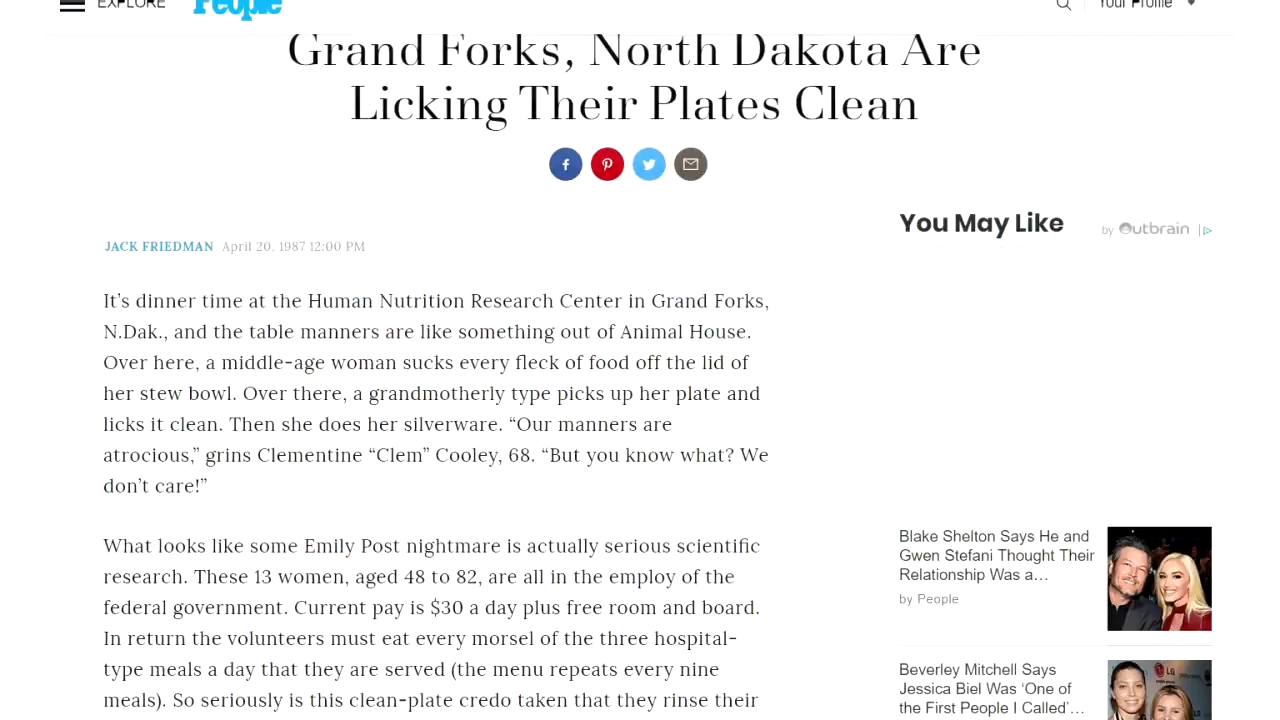 EXPLORE
People
Your Profile
Grand Forks, North Dakota Are
Licking Their Plates Clean
You May Like
by Outbrain
JACK FRIEDMAN April 20, 1987 12:00 PM
It's dinner time at the Human Nutrition Research Center in Grand Forks,
N.Dak., and the table manners are like something out of Animal House.
Over here, a middle-age woman sucks every fleck of food off the lid of
her stew bowl. Over there, a grandmotherly type picks up her plate and
licks it clean. Then she does her silverware. “Our manners are
atrocious,” grins Clementine “Clem” Cooley, 68. “But you know what? We
don't care!”
What looks like some Emily Post nightmare is actually serious scientific
research. These 13 women, aged 48 to 82, are all in the employ of the
federal government. Current pay is $30 a day plus free room and board.
In return the volunteers must eat every morsel of the three hospital-
type meals a day that they are served (the menu repeats every nine
meals). So seriously is this clean-plate credo taken that they rinse their
Blake Shelton Says He and
Gwen Stefani Thought Their
Relationship Was a…
by People
Beverley Mitchell Says
Jessica Biel Was 'One of
the First People I Called'…